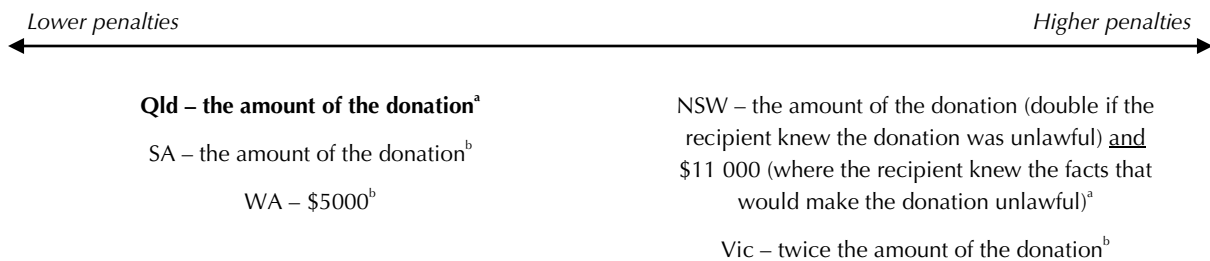 Lower penalties
Higher penalties
Qld – the amount of the donationᵃ
SA – the amount of the donationᵇ
WA – $5000ᵇ
NSW – the amount of the donation (double if the
recipient knew the donation was unlawful) and
$11 000 (where the recipient knew the facts that
would make the donation unlawful)ᵃ
Vic – twice the amount of the donationᵇ